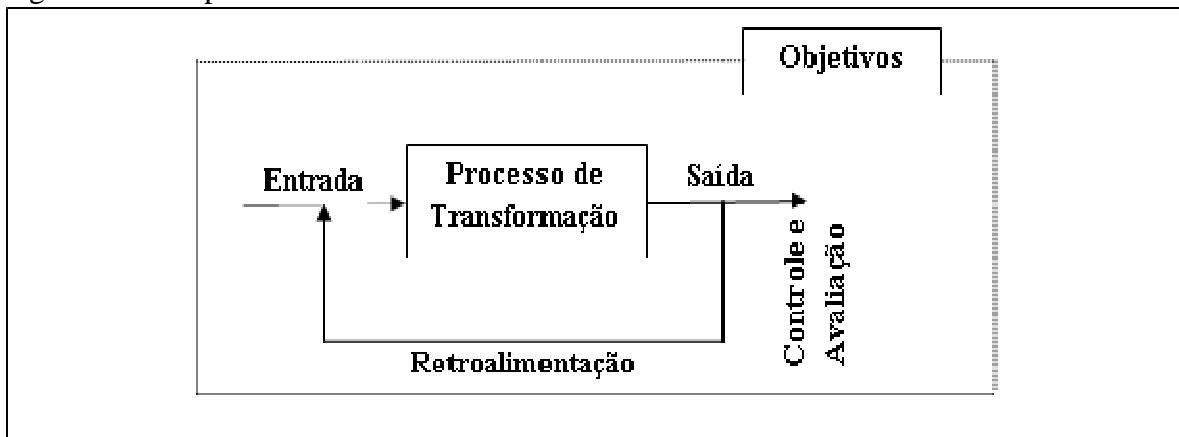 Objetivos
Entrada
Processo de
Transformação
Saída
Controle e
Avaliação
Retroalimentação